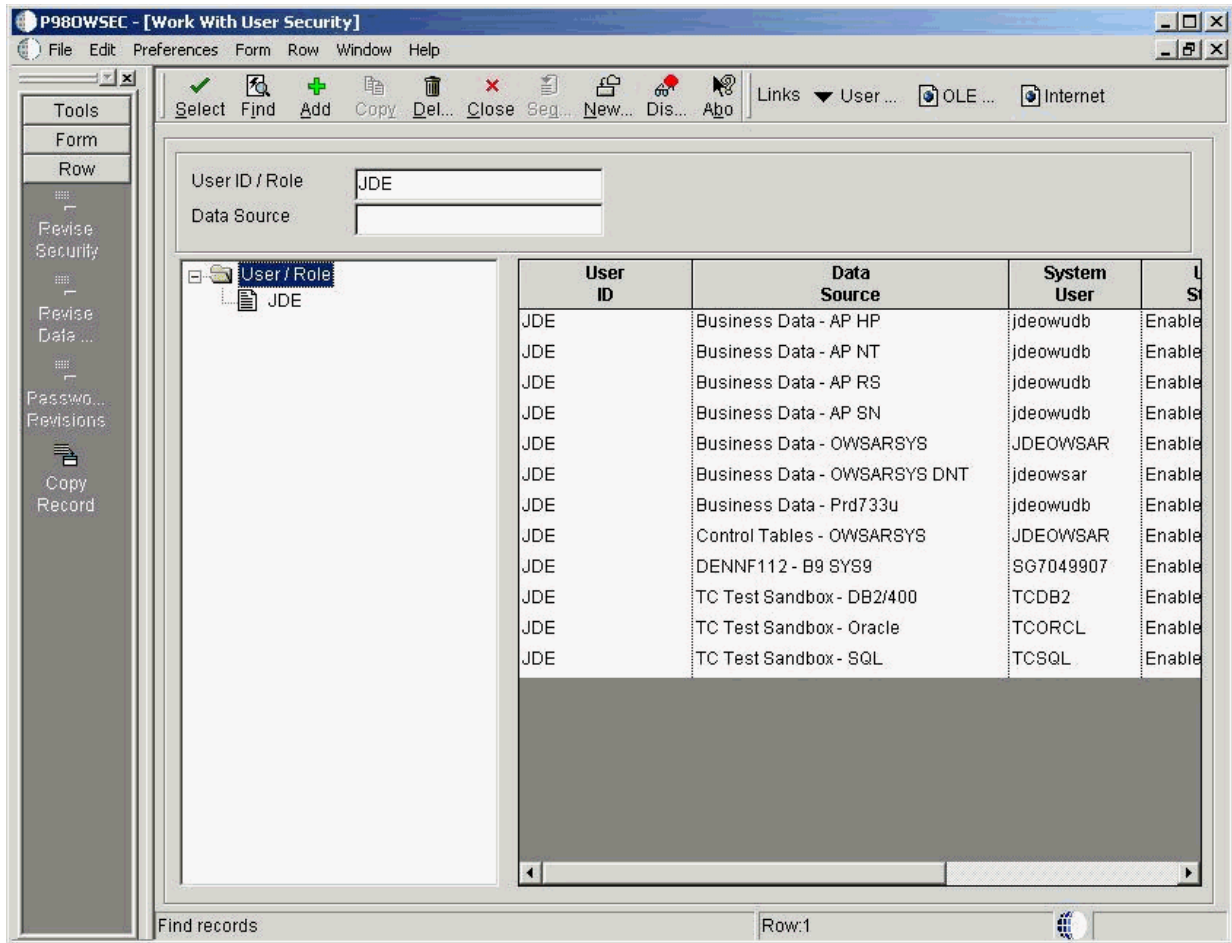 P98OWSEC - [Work With User Security]
File Edit Preferences Form Row Window Help
Select Find Add Copy Del... Close Seq... New... Dis... Abo Links User ... OLE ... Internet
Tools
Form
Row
Revise
Security
Revise
Data ...
Passwo...
Revisions
Copy
Record
User ID / Role JDE
Data Source
User / Role
JDE
User ID Data Source System User
JDE Business Data - AP HP jdeowudb Enable
JDE Business Data - AP NT jdeowudb Enable
JDE Business Data - AP RS jdeowudb Enable
JDE Business Data - AP SN jdeowudb Enable
JDE Business Data - OWSARSYS JDEOWSAR Enable
JDE Business Data - OWSARSYS DNT jdeowsar Enable
JDE Business Data - Prd733u jdeowudb Enable
JDE Control Tables - OWSARSYS JDEOWSAR Enable
JDE DENNF112 - B9 SYS9 SG7049907 Enable
JDE TC Test Sandbox - DB2/400 TCDB2 Enable
JDE TC Test Sandbox - Oracle TCORCL Enable
JDE TC Test Sandbox - SQL TCSQL Enable
Find records Row:1